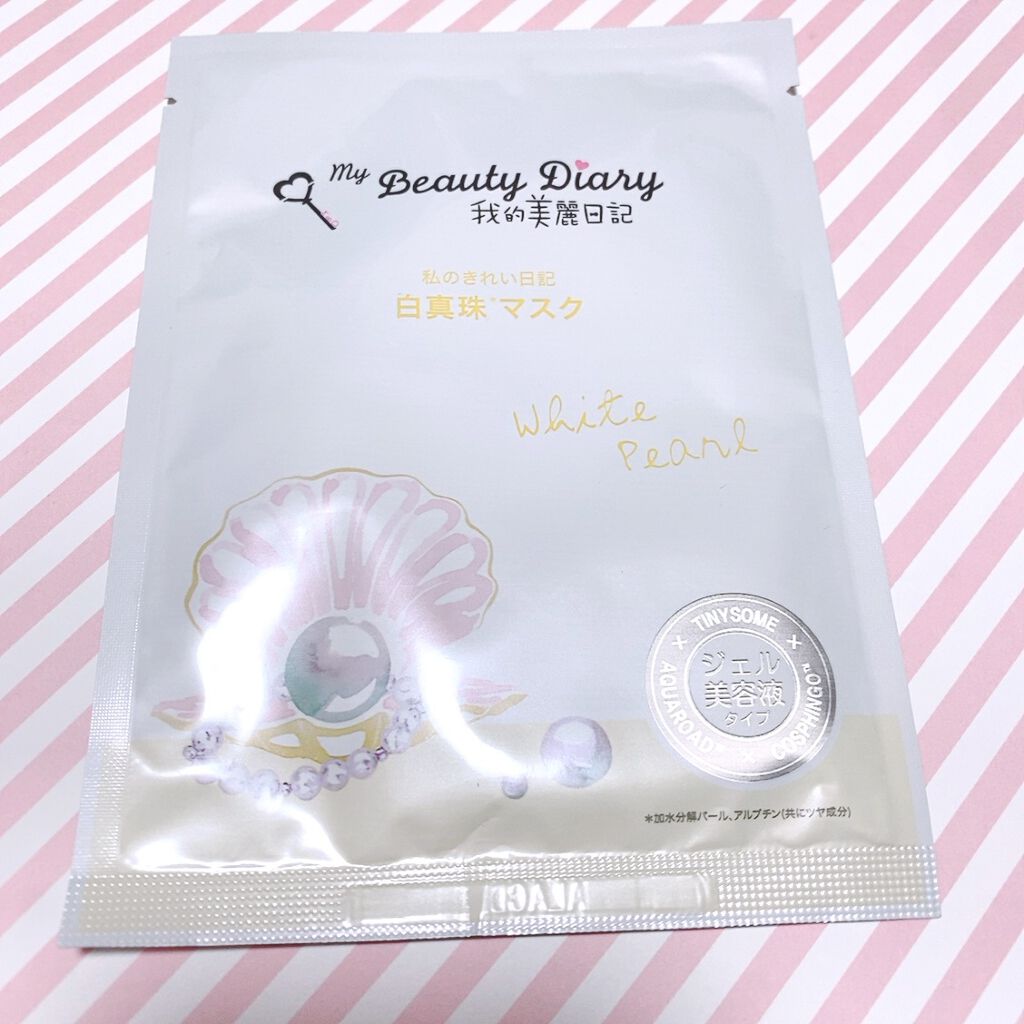 My Beauty Diary
我的美麗日記
私のきれい日記
白真珠*マスク
White
Pearl
TINYSOME
× AQUAROAD™ × COSPHINGO™ ×
ジェル
美容液
タイプ
*加水分解パール、アルブチン(共にツヤ成分)